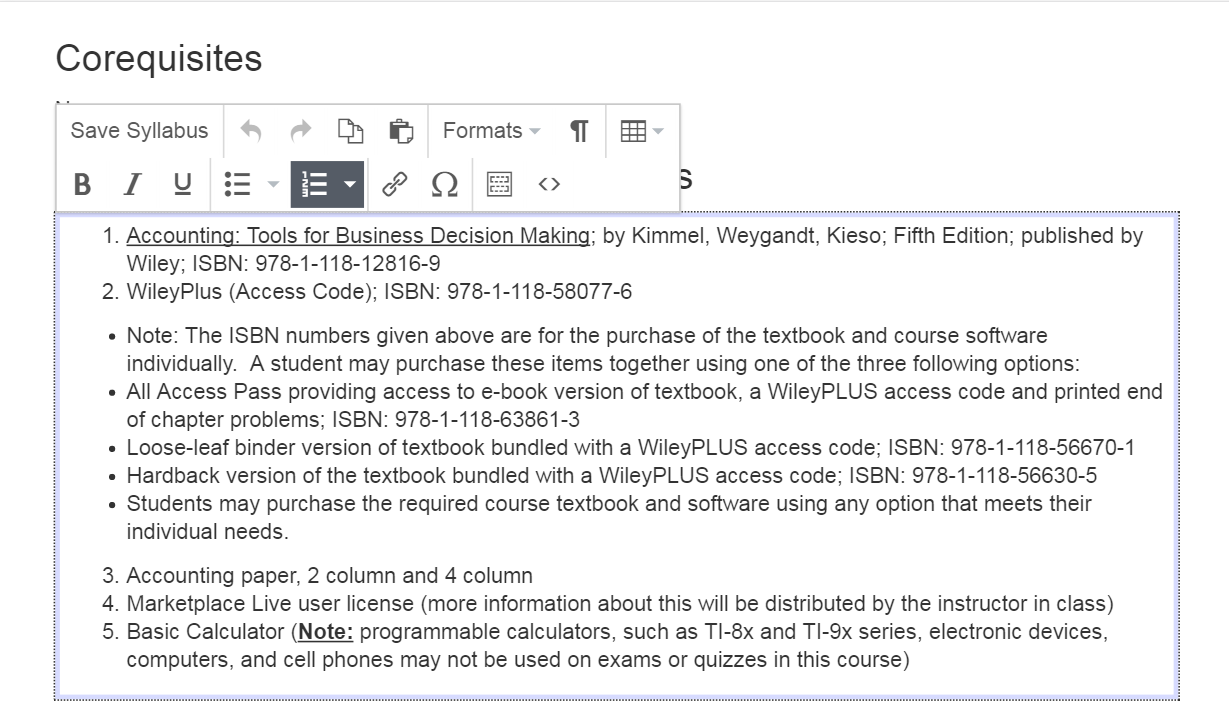 Corequisites
Save Syllabus
Formats
B I U
1. Accounting: Tools for Business Decision Making; by Kimmel, Weygandt, Kieso; Fifth Edition; published by
Wiley; ISBN: 978-1-118-12816-9
2. WileyPlus (Access Code); ISBN: 978-1-118-58077-6
• Note: The ISBN numbers given above are for the purchase of the textbook and course software
individually.  A student may purchase these items together using one of the three following options:
• All Access Pass providing access to e-book version of textbook, a WileyPLUS access code and printed end
of chapter problems; ISBN: 978-1-118-63861-3
• Loose-leaf binder version of textbook bundled with a WileyPLUS access code; ISBN: 978-1-118-56670-1
• Hardback version of the textbook bundled with a WileyPLUS access code; ISBN: 978-1-118-56630-5
• Students may purchase the required course textbook and software using any option that meets their
individual needs.
3. Accounting paper, 2 column and 4 column
4. Marketplace Live user license (more information about this will be distributed by the instructor in class)
5. Basic Calculator (Note: programmable calculators, such as TI-8x and TI-9x series, electronic devices,
computers, and cell phones may not be used on exams or quizzes in this course)